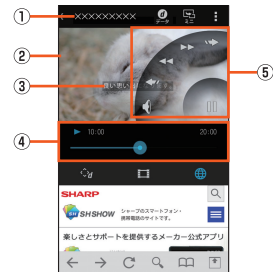 ①
×××××××××
データ
ミニ
②
③
⑤
④
10:00
20:00
SHARP
SHSHOW
シャープのスマートフォン・
携帯電話のサイトです。
楽しさとサポートを提供するメーカー公式アプリ